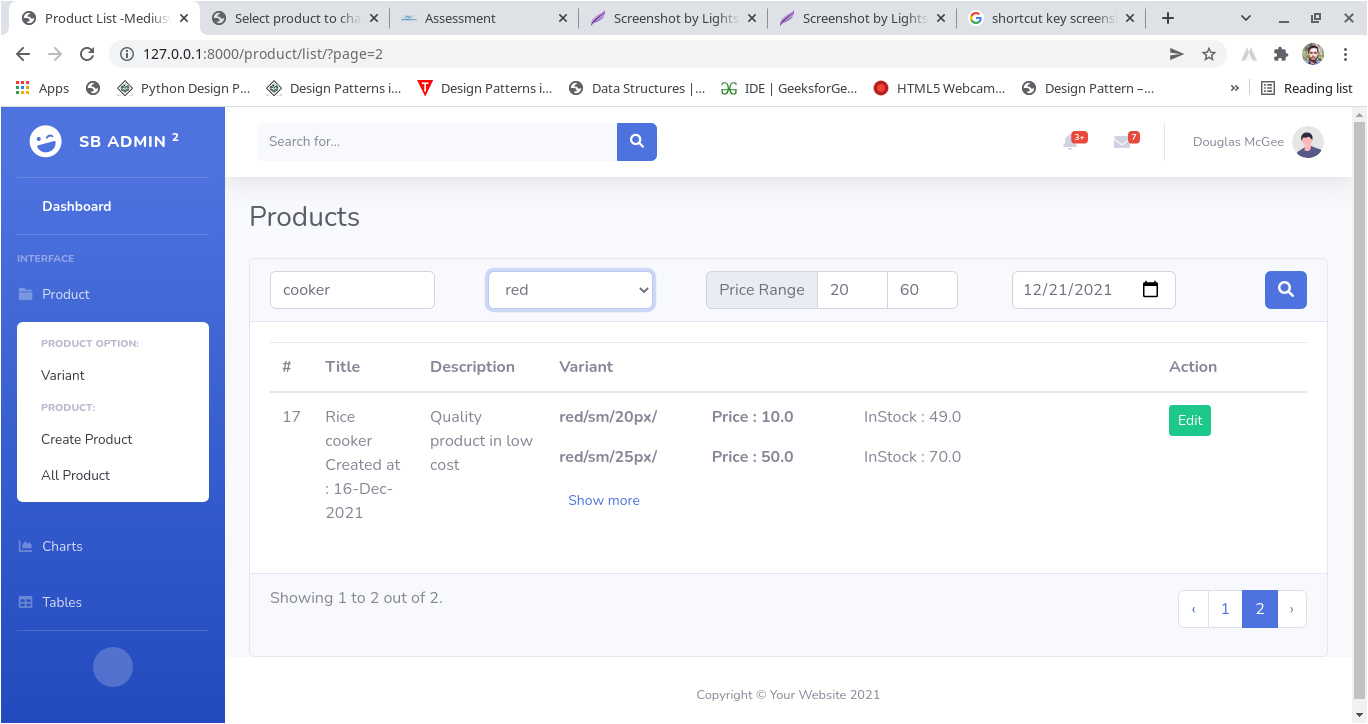 Product List -Medius
Select product to cha
Assessment
Screenshot by Lights
Screenshot by Lights
shortcut key screens
127.0.0.1:8000/product/list/?page=2
Apps
Python Design P...
Design Patterns i...
Design Patterns i...
Data Structures |...
IDE | GeeksforGe...
HTML5 Webcam...
Design Pattern –...
»
Reading list
SB ADMIN 2
Search for...
3+
7
Douglas McGee
Dashboard
INTERFACE
Product
PRODUCT OPTION:
Variant
PRODUCT:
Create Product
All Product
Charts
Tables
Products
cooker
red
Price Range
20
60
12/21/2021
# Title Description Variant Action
17
Rice
cooker
Created at
: 16-Dec-
2021
Quality
product in low
cost
red/sm/20px/ Price : 10.0 InStock : 49.0
red/sm/25px/ Price : 50.0 InStock : 70.0
Show more
Edit
Showing 1 to 2 out of 2.
‹ 1 2 ›
Copyright © Your Website 2021